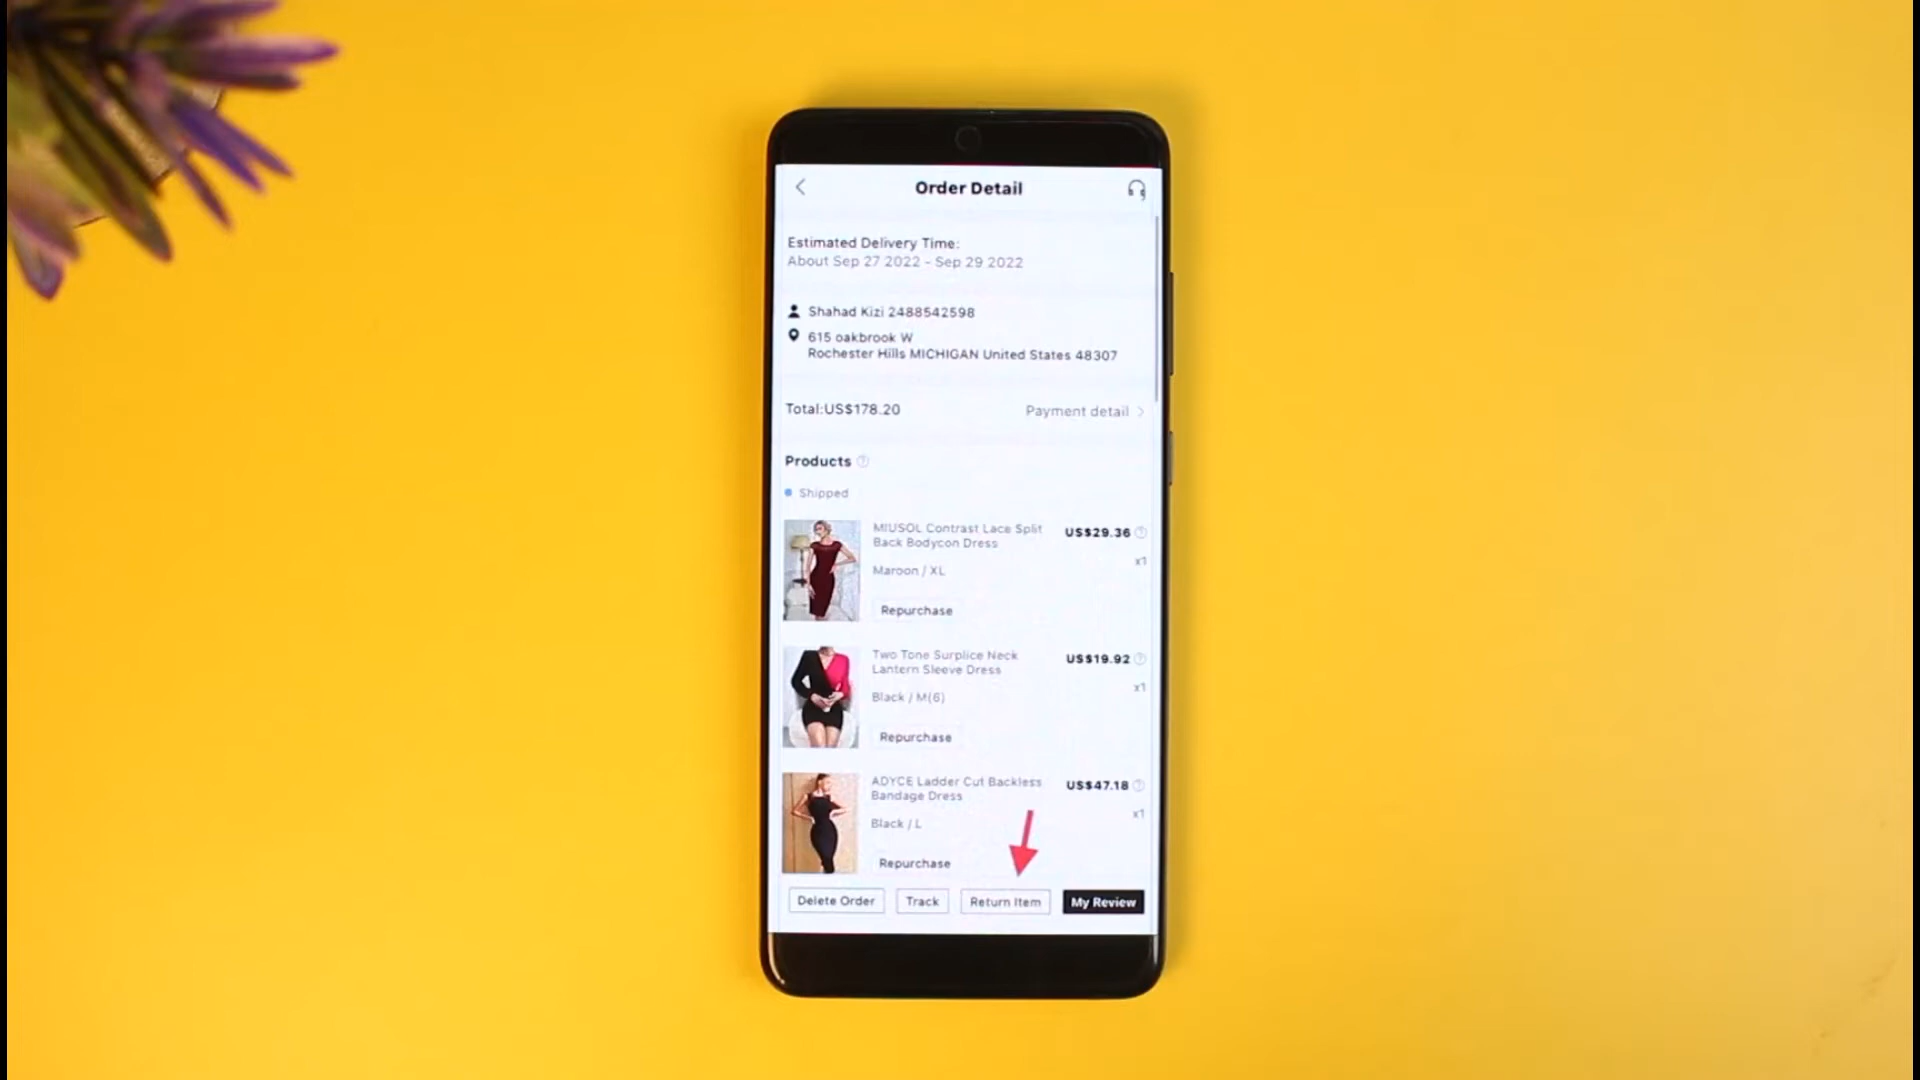 Order Detail
Estimated Delivery Time:
About Sep 27 2022 - Sep 29 2022
Shahad Kizi 2488542598
615 oakbrook W
Rochester Hills MICHIGAN United States 48307
Total:US$178.20 Payment detail >
Products
Shipped
MIUSOL Contrast Lace Split US$29.36
Back Bodycon Dress
x1
Maroon / XL
Repurchase
Two Tone Surplice Neck US$19.92
Lantern Sleeve Dress
x1
Black / M(6)
Repurchase
ADYCE Ladder Cut Backless US$47.18
Bandage Dress
x1
Black / L
Repurchase
Delete Order Track Return Item My Review